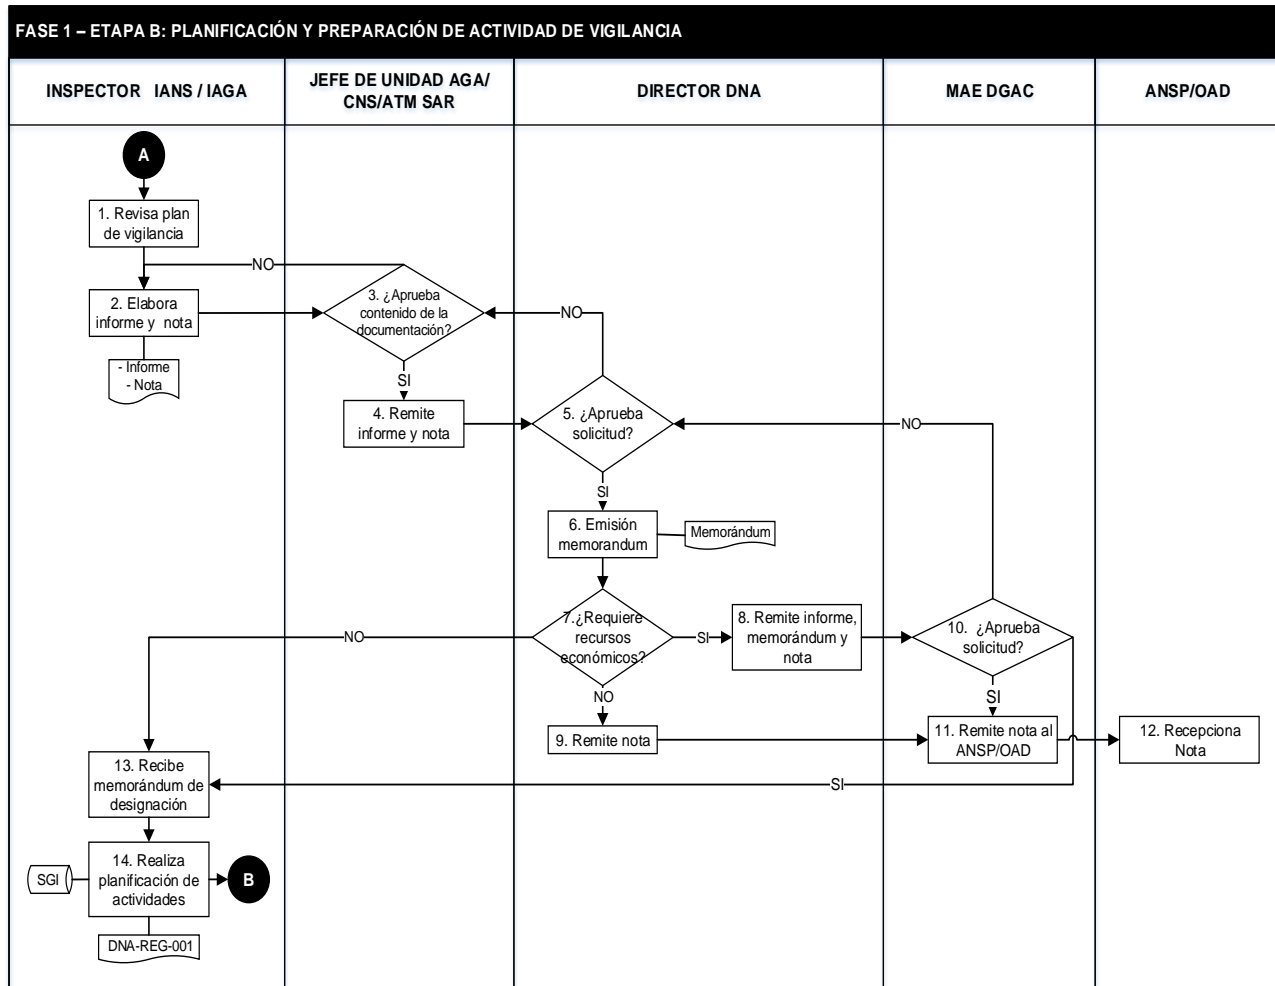 FASE 1 – ETAPA B: PLANIFICACIÓN Y PREPARACIÓN DE ACTIVIDAD DE VIGILANCIA
INSPECTOR IANS / IAGA
JEFE DE UNIDAD AGA/
CNS/ATM SAR
DIRECTOR DNA
MAE DGAC
ANSP/OAD
A
1. Revisa plan
de vigilancia
NO
2. Elabora
informe y nota
- Informe
- Nota
3. ¿Aprueba
contenido de la
documentación?
NO
SI
4. Remite
informe y nota
5. ¿Aprueba
solicitud?
NO
SI
6. Emisión
memorandum
Memorándum
7.¿Requiere
recursos
económicos?
NO
SI
8. Remite informe,
memorándum y
nota
10. ¿Aprueba
solicitud?
NO
SI
9. Remite nota
11. Remite nota al
ANSP/OAD
12. Recepciona
Nota
13. Recibe
memorándum de
designación
SI
14. Realiza
planificación de
actividades
SGI
B
DNA-REG-001